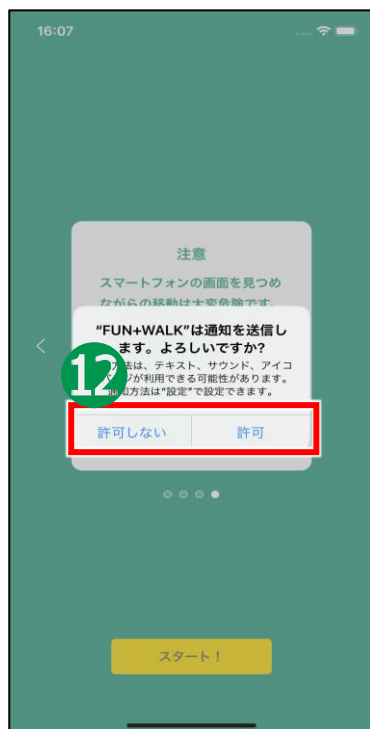 16:07
注意
スマートフォンの画面を見つめ
ながらの移動は大変危険です。
“FUN+WALK”は通知を送信し
ます。よろしいですか?
方法は、テキスト、サウンド、アイコ
ジが利用できる可能性があります。
通知方法は“設定”で設定できます。
12
許可しない
許可
スタート!